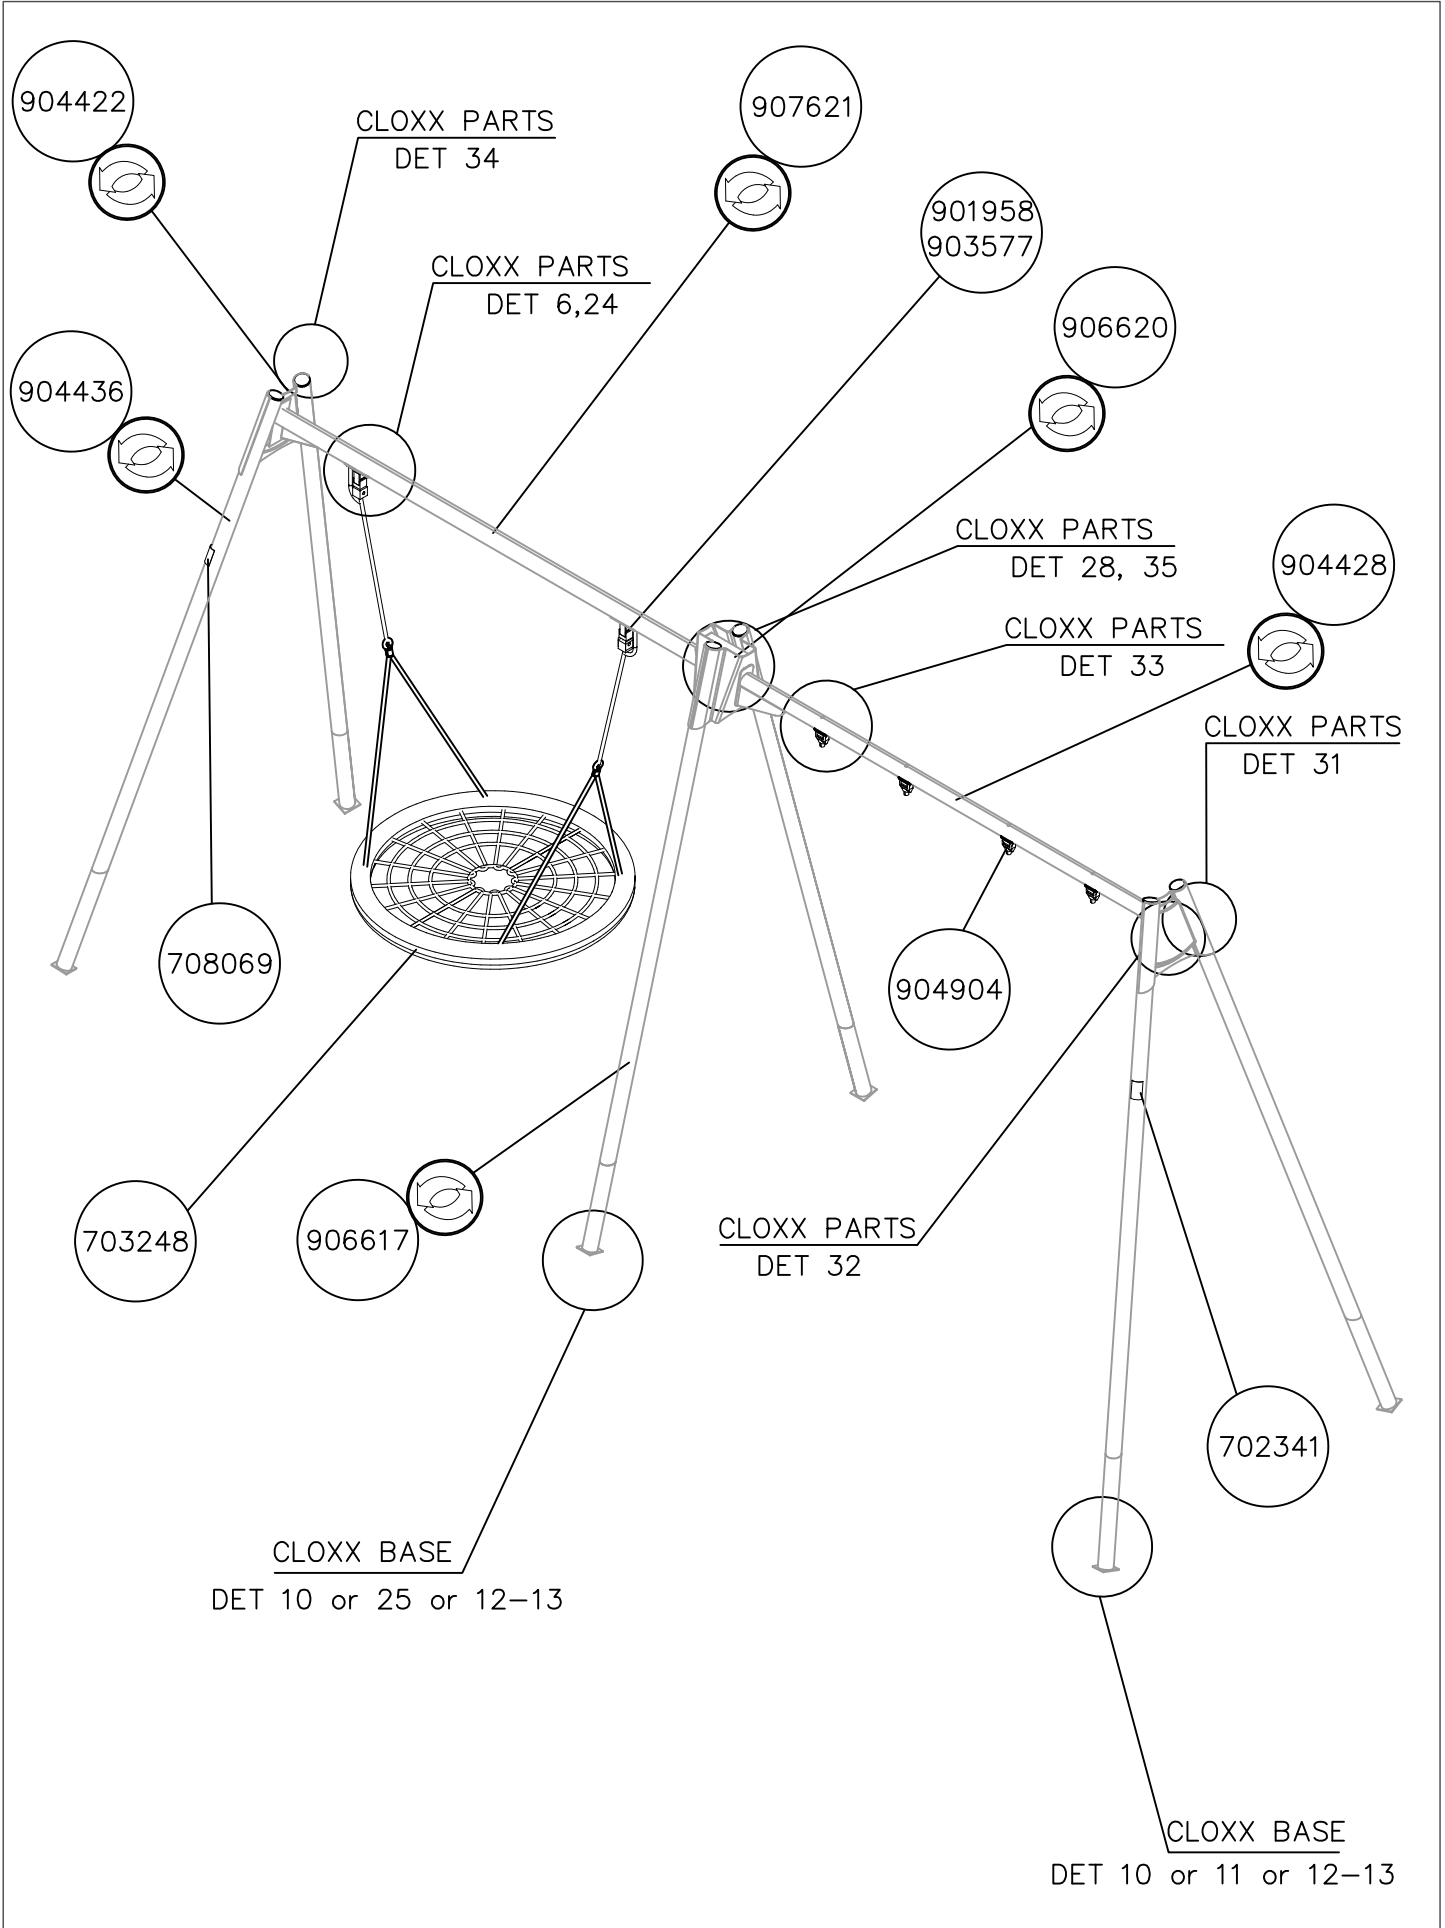 904422
CLOXX PARTS
DET 34
907621
901958
903577
CLOXX PARTS
DET 6,24
906620
904436
CLOXX PARTS
DET 28, 35
904428
CLOXX PARTS
DET 33
CLOXX PARTS
DET 31
708069
904904
703248
906617
CLOXX PARTS
DET 32
702341
CLOXX BASE
DET 10 or 25 or 12-13
CLOXX BASE
DET 10 or 11 or 12-13